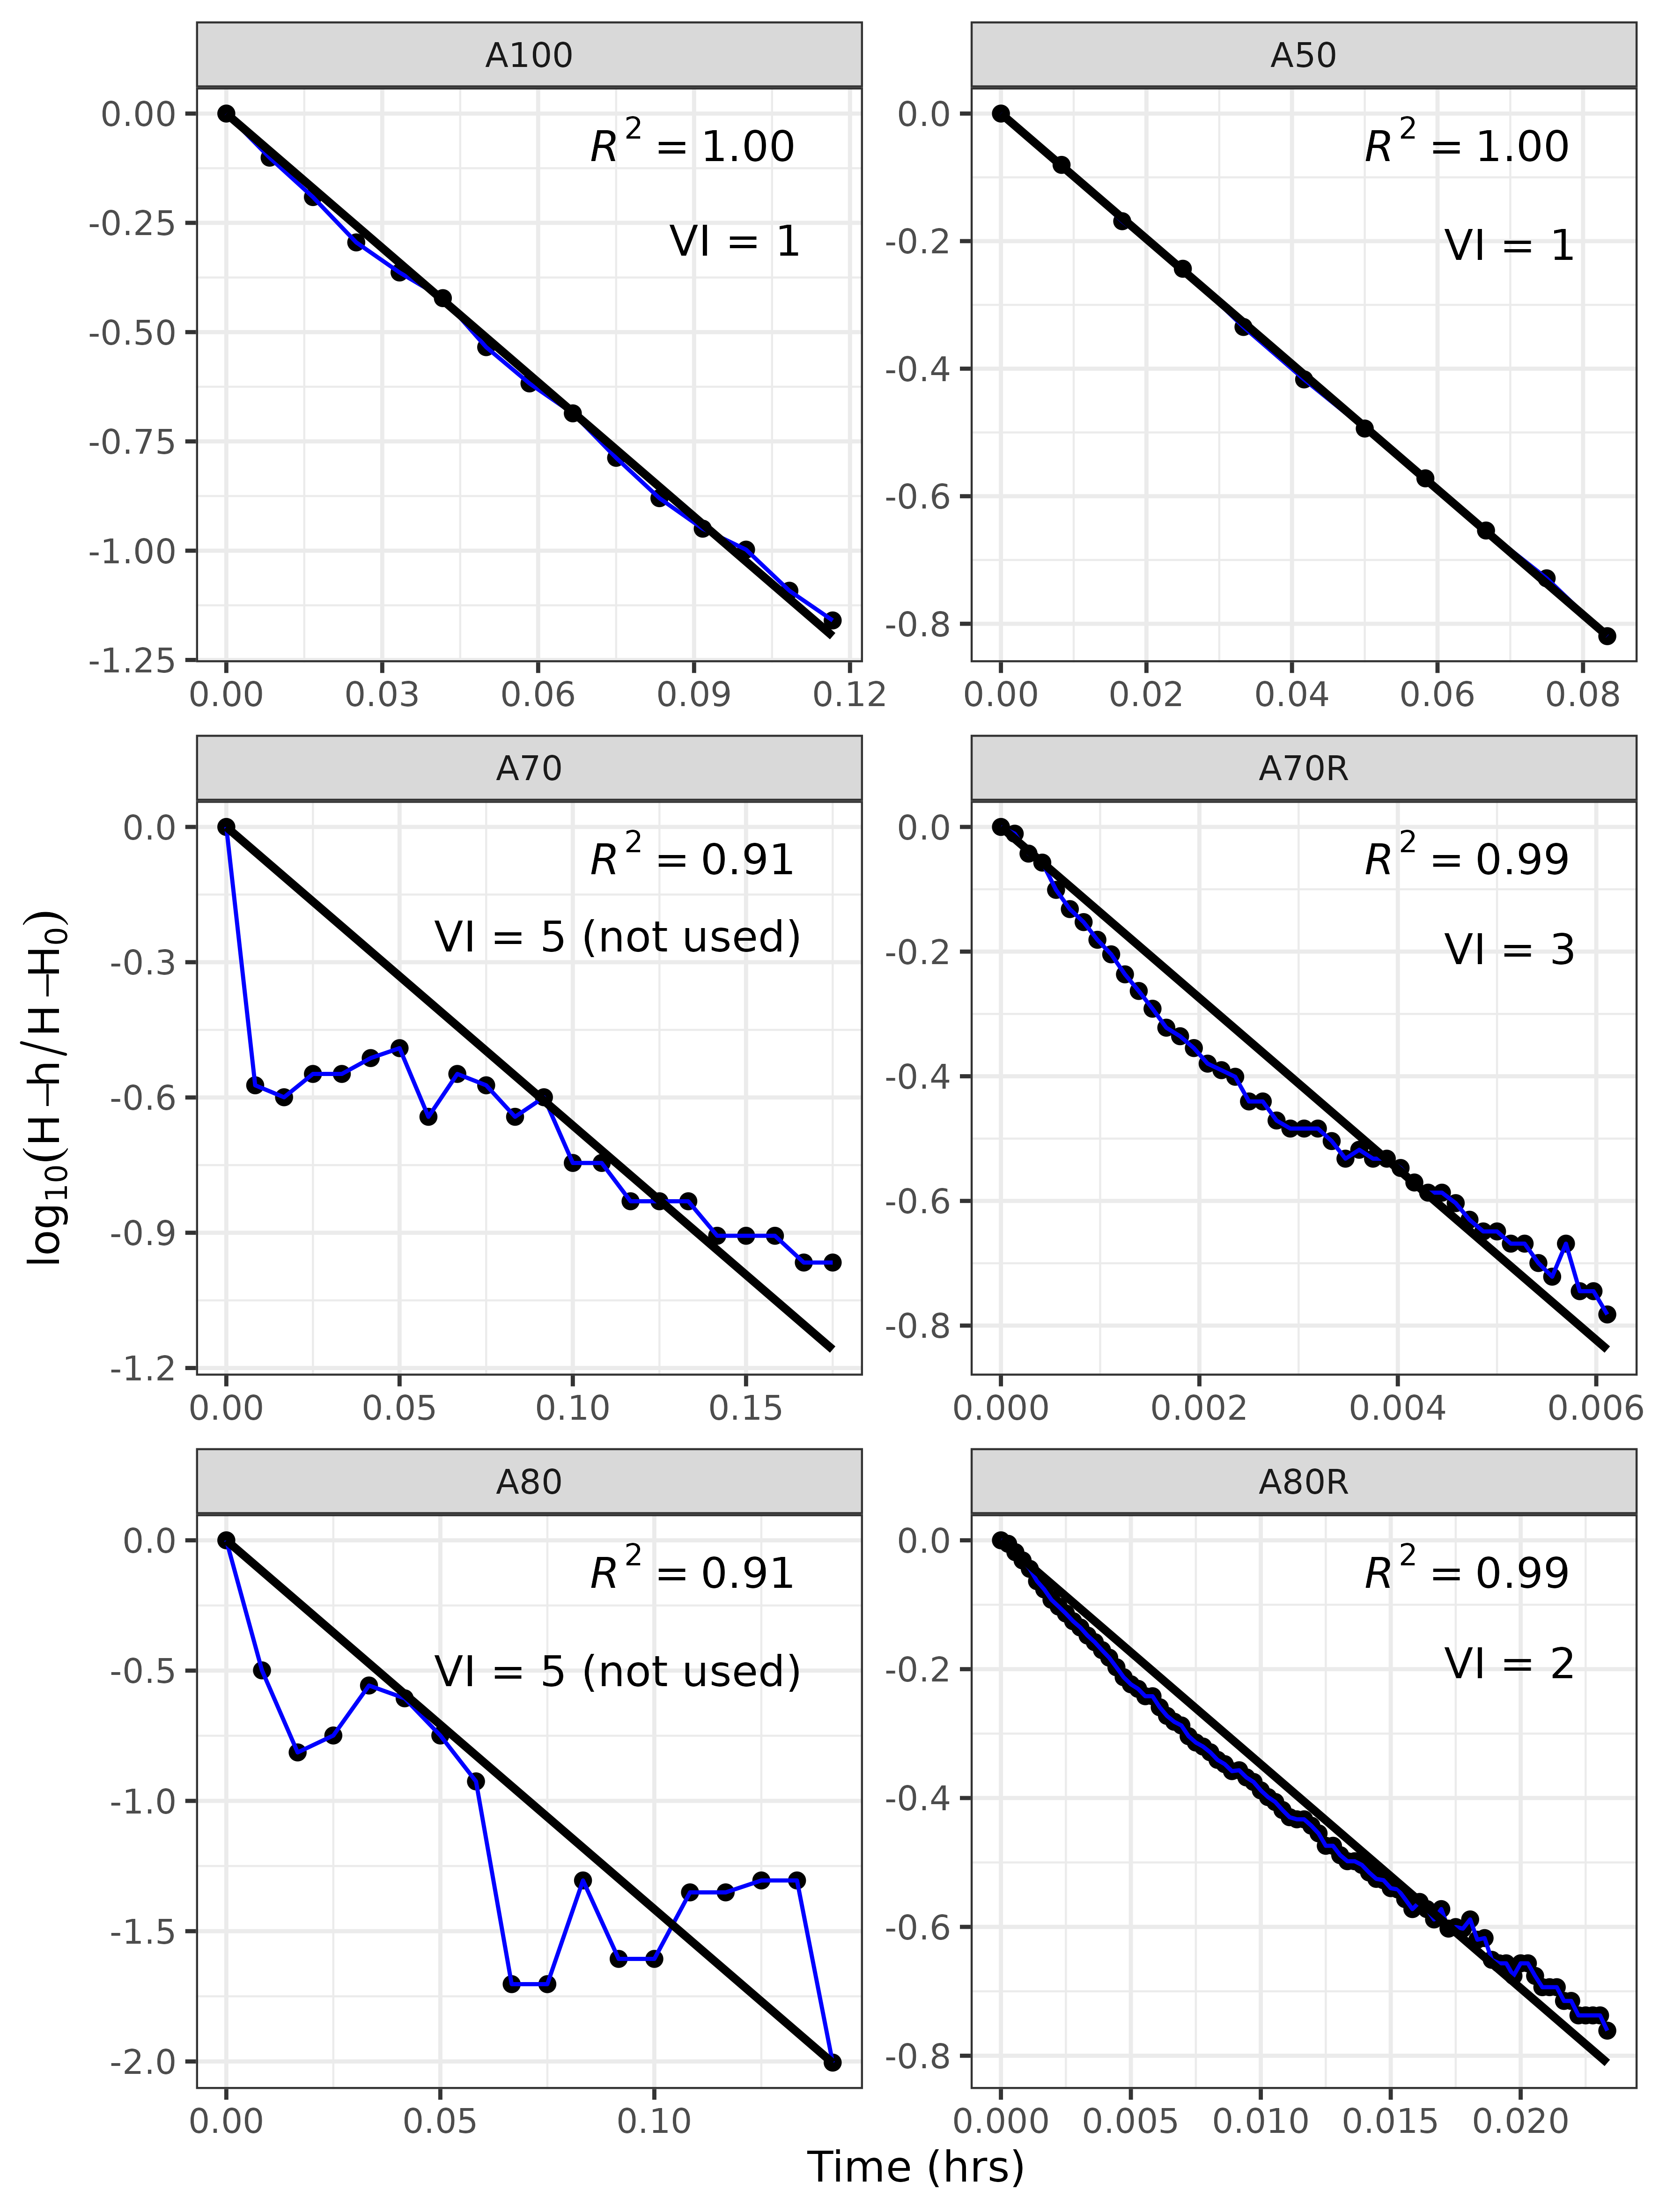 A100
A50
0.00
-0.25
-0.50
-0.75
-1.00
-1.25
R² = 1.00
VI = 1
0.00 0.03 0.06 0.09 0.12
0.0
-0.2
-0.4
-0.6
-0.8
R² = 1.00
VI = 1
0.00 0.02 0.04 0.06 0.08
A70
A70R
0.0
-0.3
-0.6
-0.9
-1.2
R² = 0.91
VI = 5 (not used)
0.00 0.05 0.10 0.15
0.0
-0.2
-0.4
-0.6
-0.8
R² = 0.99
VI = 3
0.000 0.002 0.004 0.006
A80
A80R
0.0
-0.5
-1.0
-1.5
-2.0
R² = 0.91
VI = 5 (not used)
0.00 0.05 0.10
0.0
-0.2
-0.4
-0.6
-0.8
R² = 0.99
VI = 2
0.000 0.005 0.010 0.015 0.020
log₁₀(H−h/H−H₀)
Time (hrs)